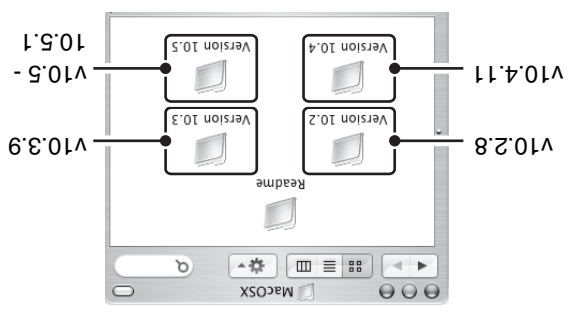 MacOSX
Readme
v10.2.8
Version 10.2
Version 10.3
v10.3.9
v10.4.11
Version 10.4
Version 10.5
v10.5 -
10.5.1